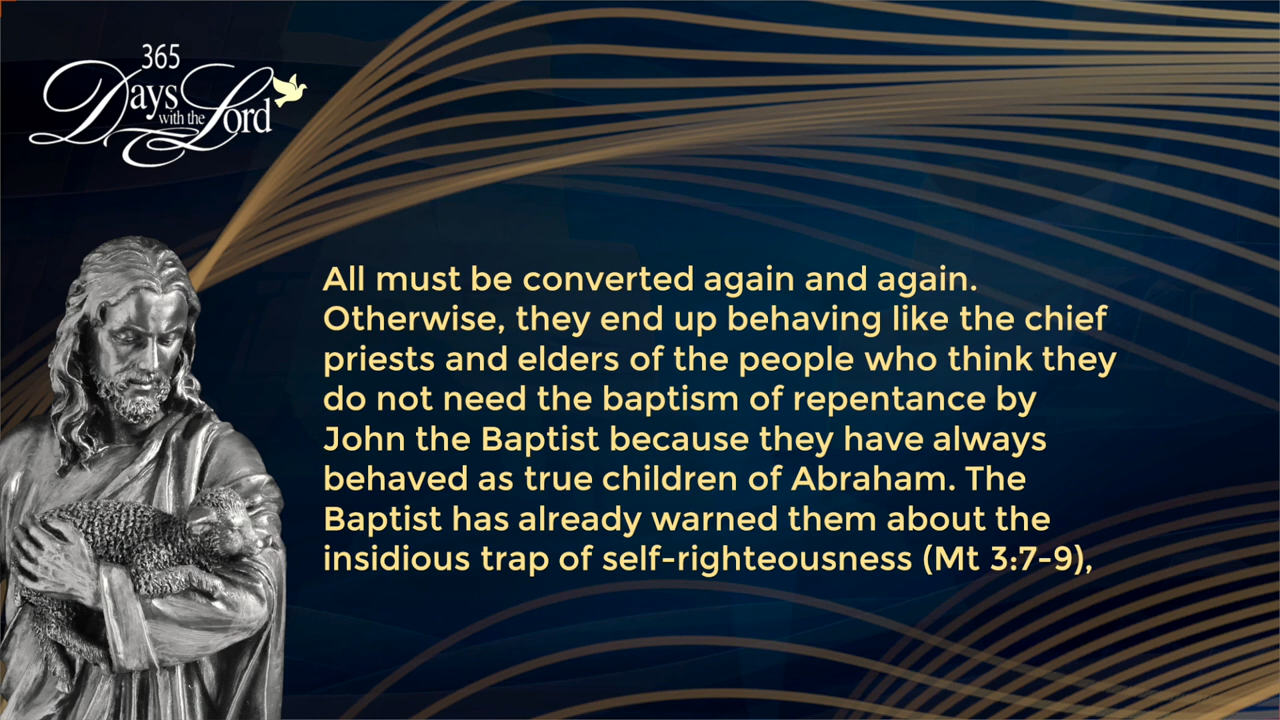 365
Days
with the
Lord
All must be converted again and again.
Otherwise, they end up behaving like the chief
priests and elders of the people who think they
do not need the baptism of repentance by
John the Baptist because they have always
behaved as true children of Abraham. The
Baptist has already warned them about the
insidious trap of self-righteousness (Mt 3:7-9),